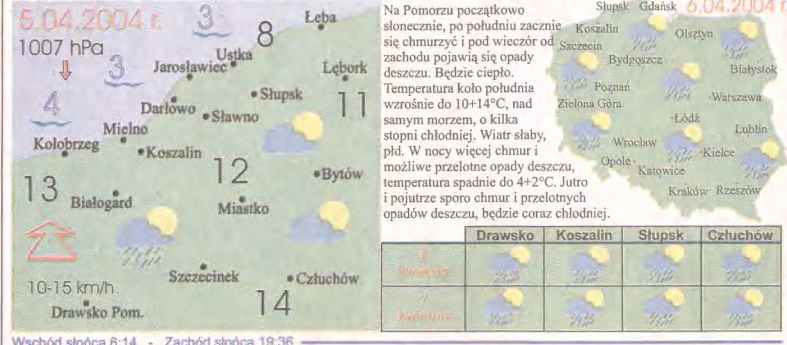 5.04.2004 r.
1007 hPa
3
8
Łeba
Ustka
3
Jarosławiec
Lębork
4
Darłowo
Słupsk
11
Mielno
Sławno
Kołobrzeg
Koszalin
12
Bytów
13
Białogard
Miastko
Szczecinek
Człuchów
10-15 km/h
14
Drawsko Pom.
Wschód słońca 6:14 - Zachód słońca 19:36
Na Pomorzu początkowo
słonecznie, po południu zacznie
się chmurzyć i pod wieczór od
zachodu pojawią się opady
deszczu. Będzie ciepło.
Temperatura koło południa
wzrośnie do 10+14°C, nad
samym morzem, o kilka
stopni chłodniej. Wiatr słaby,
płd. W nocy więcej chmur i
możliwe przelotne opady deszczu,
temperatura spadnie do 4+2°C. Jutro
i pojutrze sporo chmur i przelotnych
opadów deszczu, będzie coraz chłodniej.
Słupsk Gdańsk 6.04.2004 r.
Koszalin
Olsztyn
Szczecin
Bydgoszcz
Białystok
Poznań
Warszawa
Zielona Góra
Łódź
Lublin
Wrocław
Kielce
Opole
Katowice
Kraków Rzeszów
Drawsko Koszalin Słupsk Człuchów
7